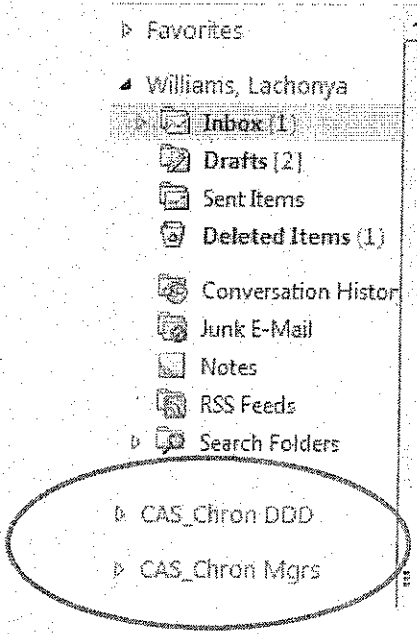 Favorites
Williams, Lachonya
Inbox (1)
Drafts [2]
Sent Items
Deleted Items (1)
Conversation Histor
Junk E-Mail
Notes
RSS Feeds
Search Folders
CAS_Chron DDD
CAS_Chron Mgrs